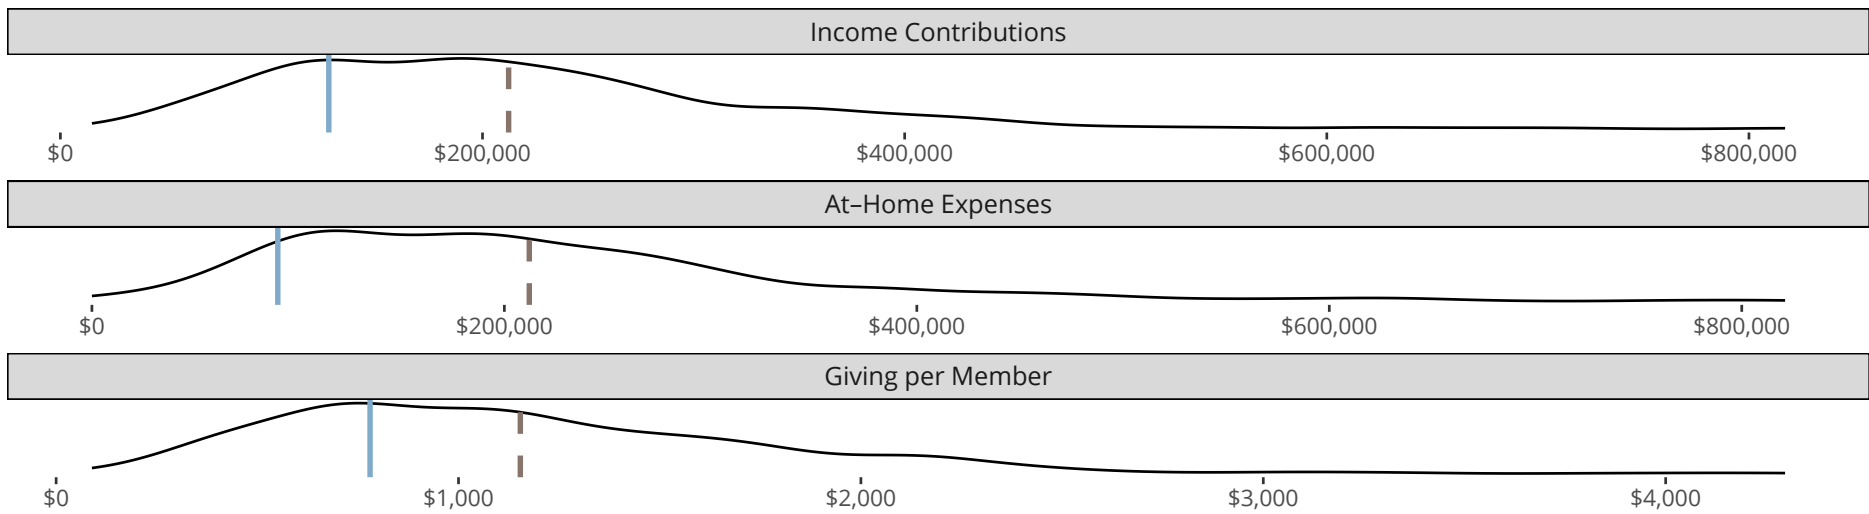 Income Contributions
$0 $200,000 $400,000 $600,000 $800,000
At–Home Expenses
$0 $200,000 $400,000 $600,000 $800,000
Giving per Member
$0 $1,000 $2,000 $3,000 $4,000